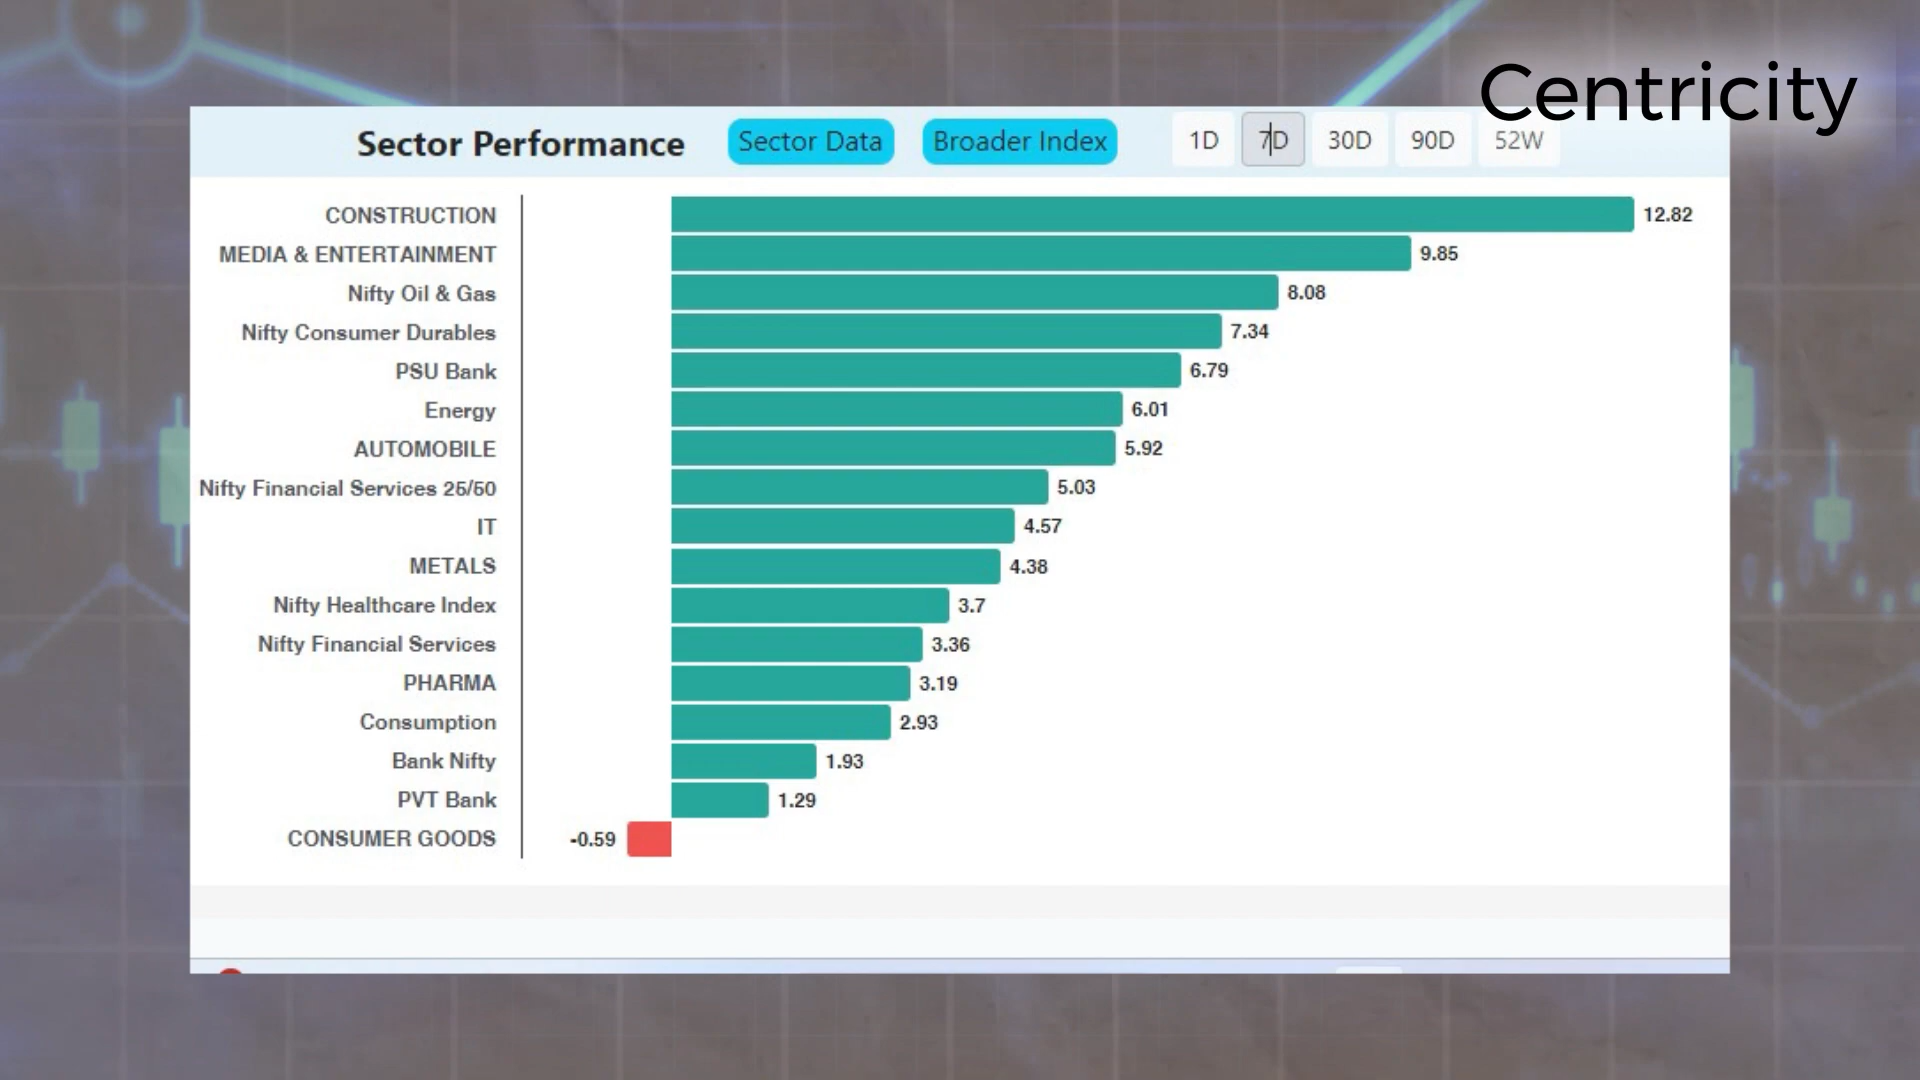 Centricity
Sector Performance Sector Data Broader Index 1D 7D 30D 90D 52W
CONSTRUCTION 12.82
MEDIA & ENTERTAINMENT 9.85
Nifty Oil & Gas 8.08
Nifty Consumer Durables 7.34
PSU Bank 6.79
Energy 6.01
AUTOMOBILE 5.92
Nifty Financial Services 25/50 5.03
IT 4.57
METALS 4.38
Nifty Healthcare Index 3.7
Nifty Financial Services 3.36
PHARMA 3.19
Consumption 2.93
Bank Nifty 1.93
PVT Bank 1.29
CONSUMER GOODS -0.59